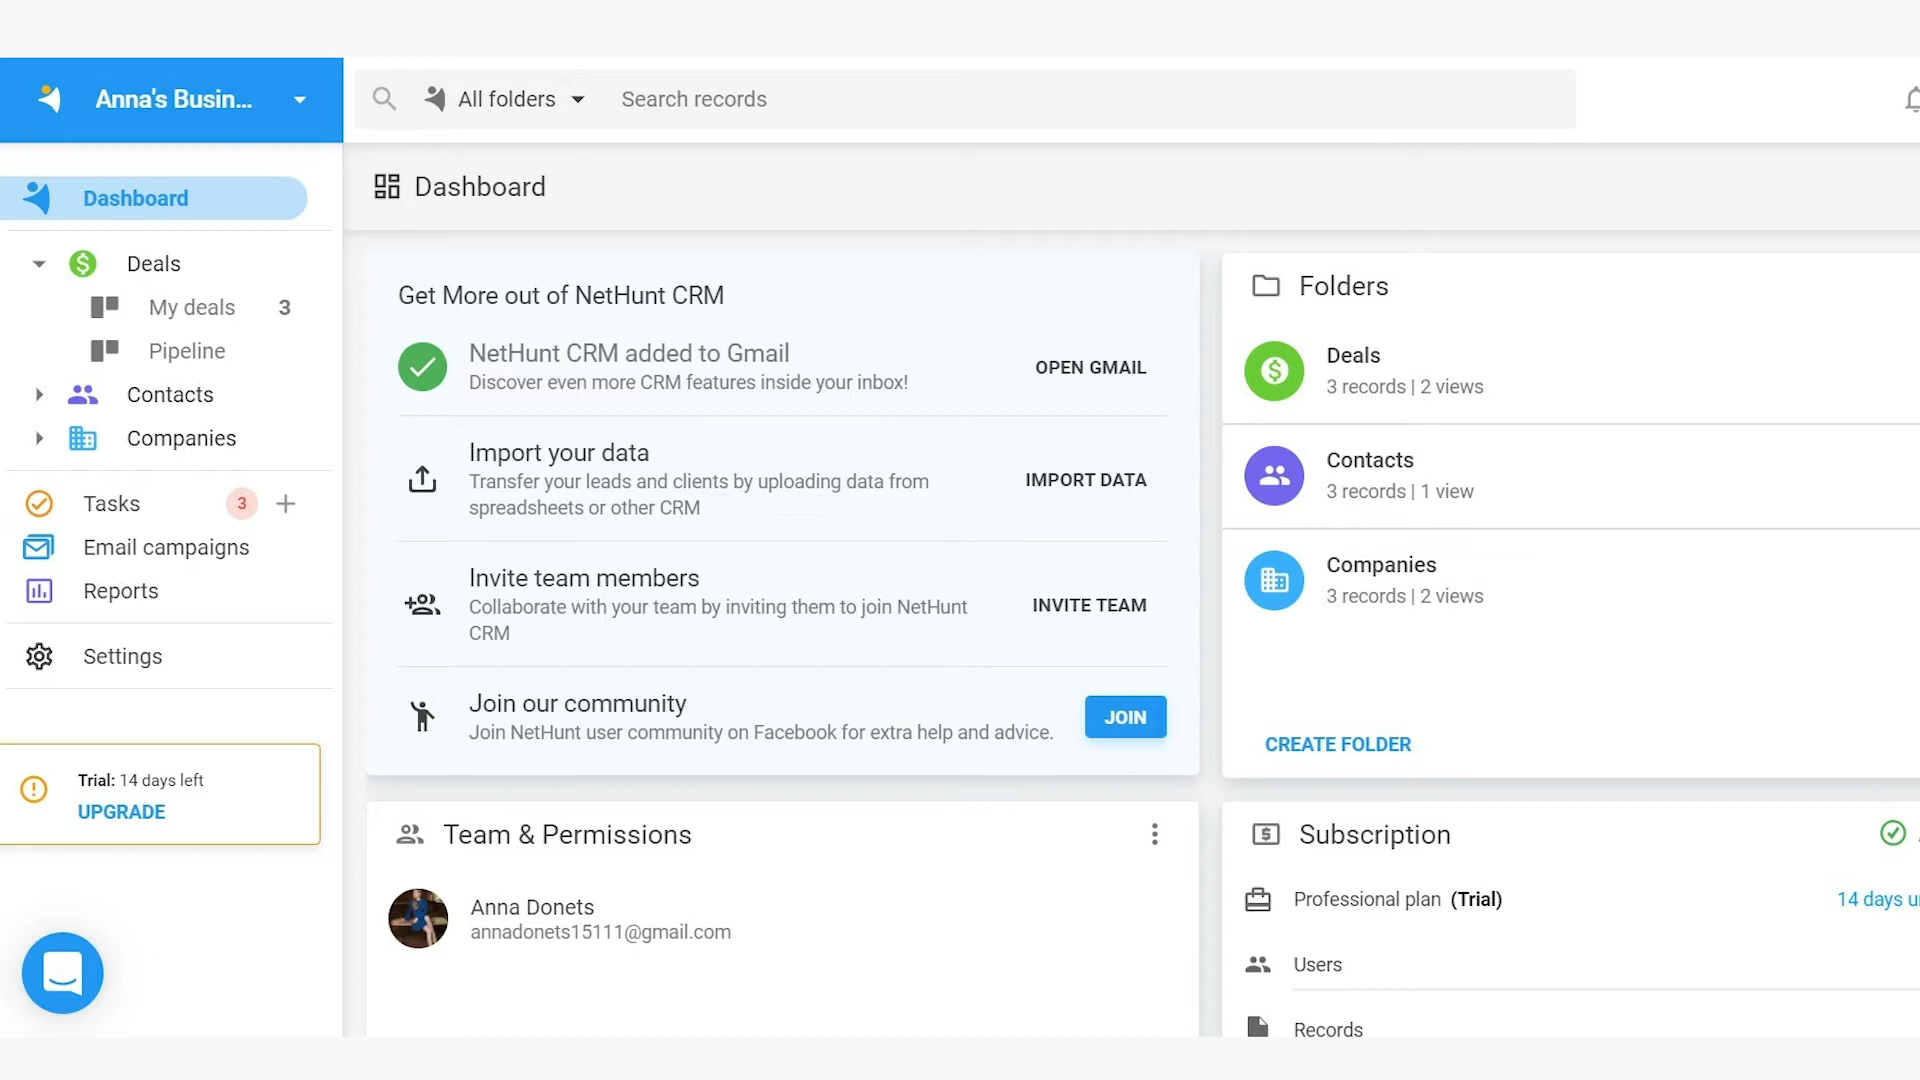 Anna's Busin...
All folders
Search records
Dashboard
Dashboard
Deals
My deals 3
Pipeline
Contacts
Companies
Tasks 3
Email campaigns
Reports
Settings
Trial: 14 days left
UPGRADE
Get More out of NetHunt CRM
NetHunt CRM added to Gmail
Discover even more CRM features inside your inbox!
OPEN GMAIL
Import your data
Transfer your leads and clients by uploading data from
spreadsheets or other CRM
IMPORT DATA
Invite team members
Collaborate with your team by inviting them to join NetHunt
CRM
INVITE TEAM
Join our community
Join NetHunt user community on Facebook for extra help and advice.
JOIN
Folders
Deals
3 records | 2 views
Contacts
3 records | 1 view
Companies
3 records | 2 views
CREATE FOLDER
Team & Permissions
Anna Donets
annadonets15111@gmail.com
Subscription
Professional plan (Trial)
14 days
Users
Records